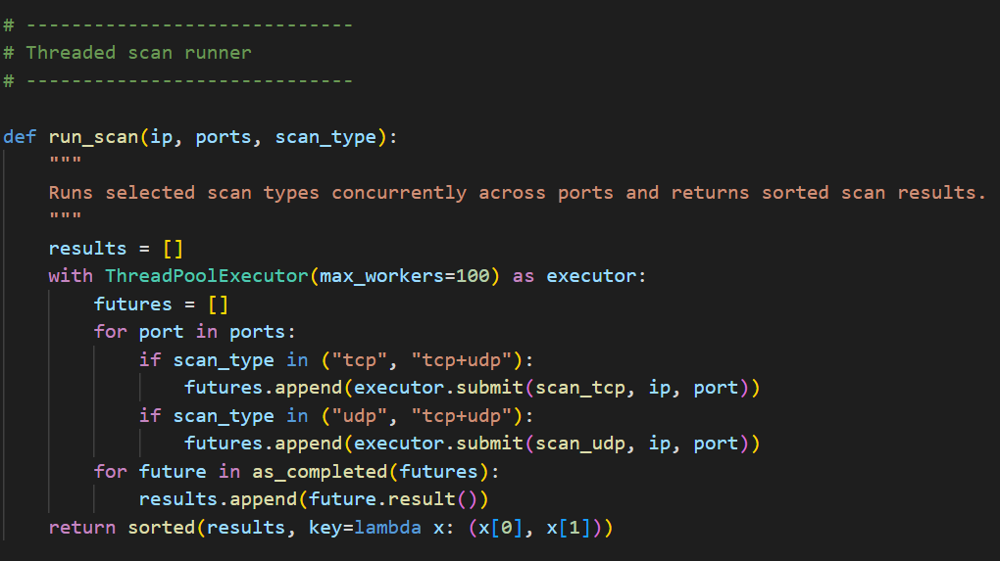 # -----------------------------
# Threaded scan runner
# -----------------------------
def run_scan(ip, ports, scan_type):
    """
    Runs selected scan types concurrently across ports and returns sorted scan results.
    """
    results = []
    with ThreadPoolExecutor(max_workers=100) as executor:
        futures = []
        for port in ports:
            if scan_type in ("tcp", "tcp+udp"):
                futures.append(executor.submit(scan_tcp, ip, port))
            if scan_type in ("udp", "tcp+udp"):
                futures.append(executor.submit(scan_udp, ip, port))
        for future in as_completed(futures):
            results.append(future.result())
    return sorted(results, key=lambda x: (x[0], x[1]))